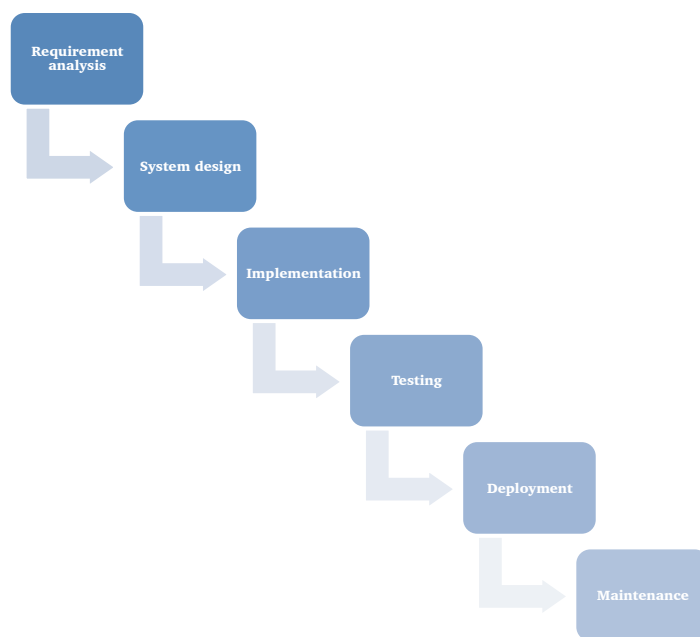 Requirement
analysis
System design
Implementation
Testing
Deployment
Maintenance